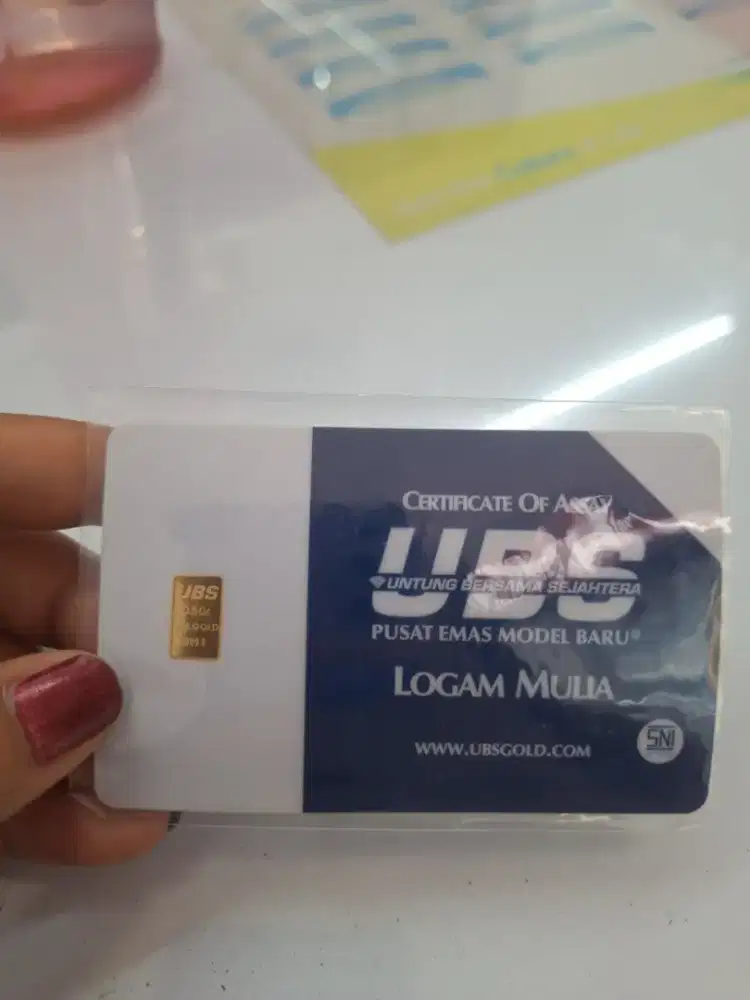 CERTIFICATE OF ASSAY
UBS
UNTUNG BERSAMA SEJAHTERA
PUSAT EMAS MODEL BARU®
LOGAM MULIA
WWW.UBSGOLD.COM
SNI
UBS